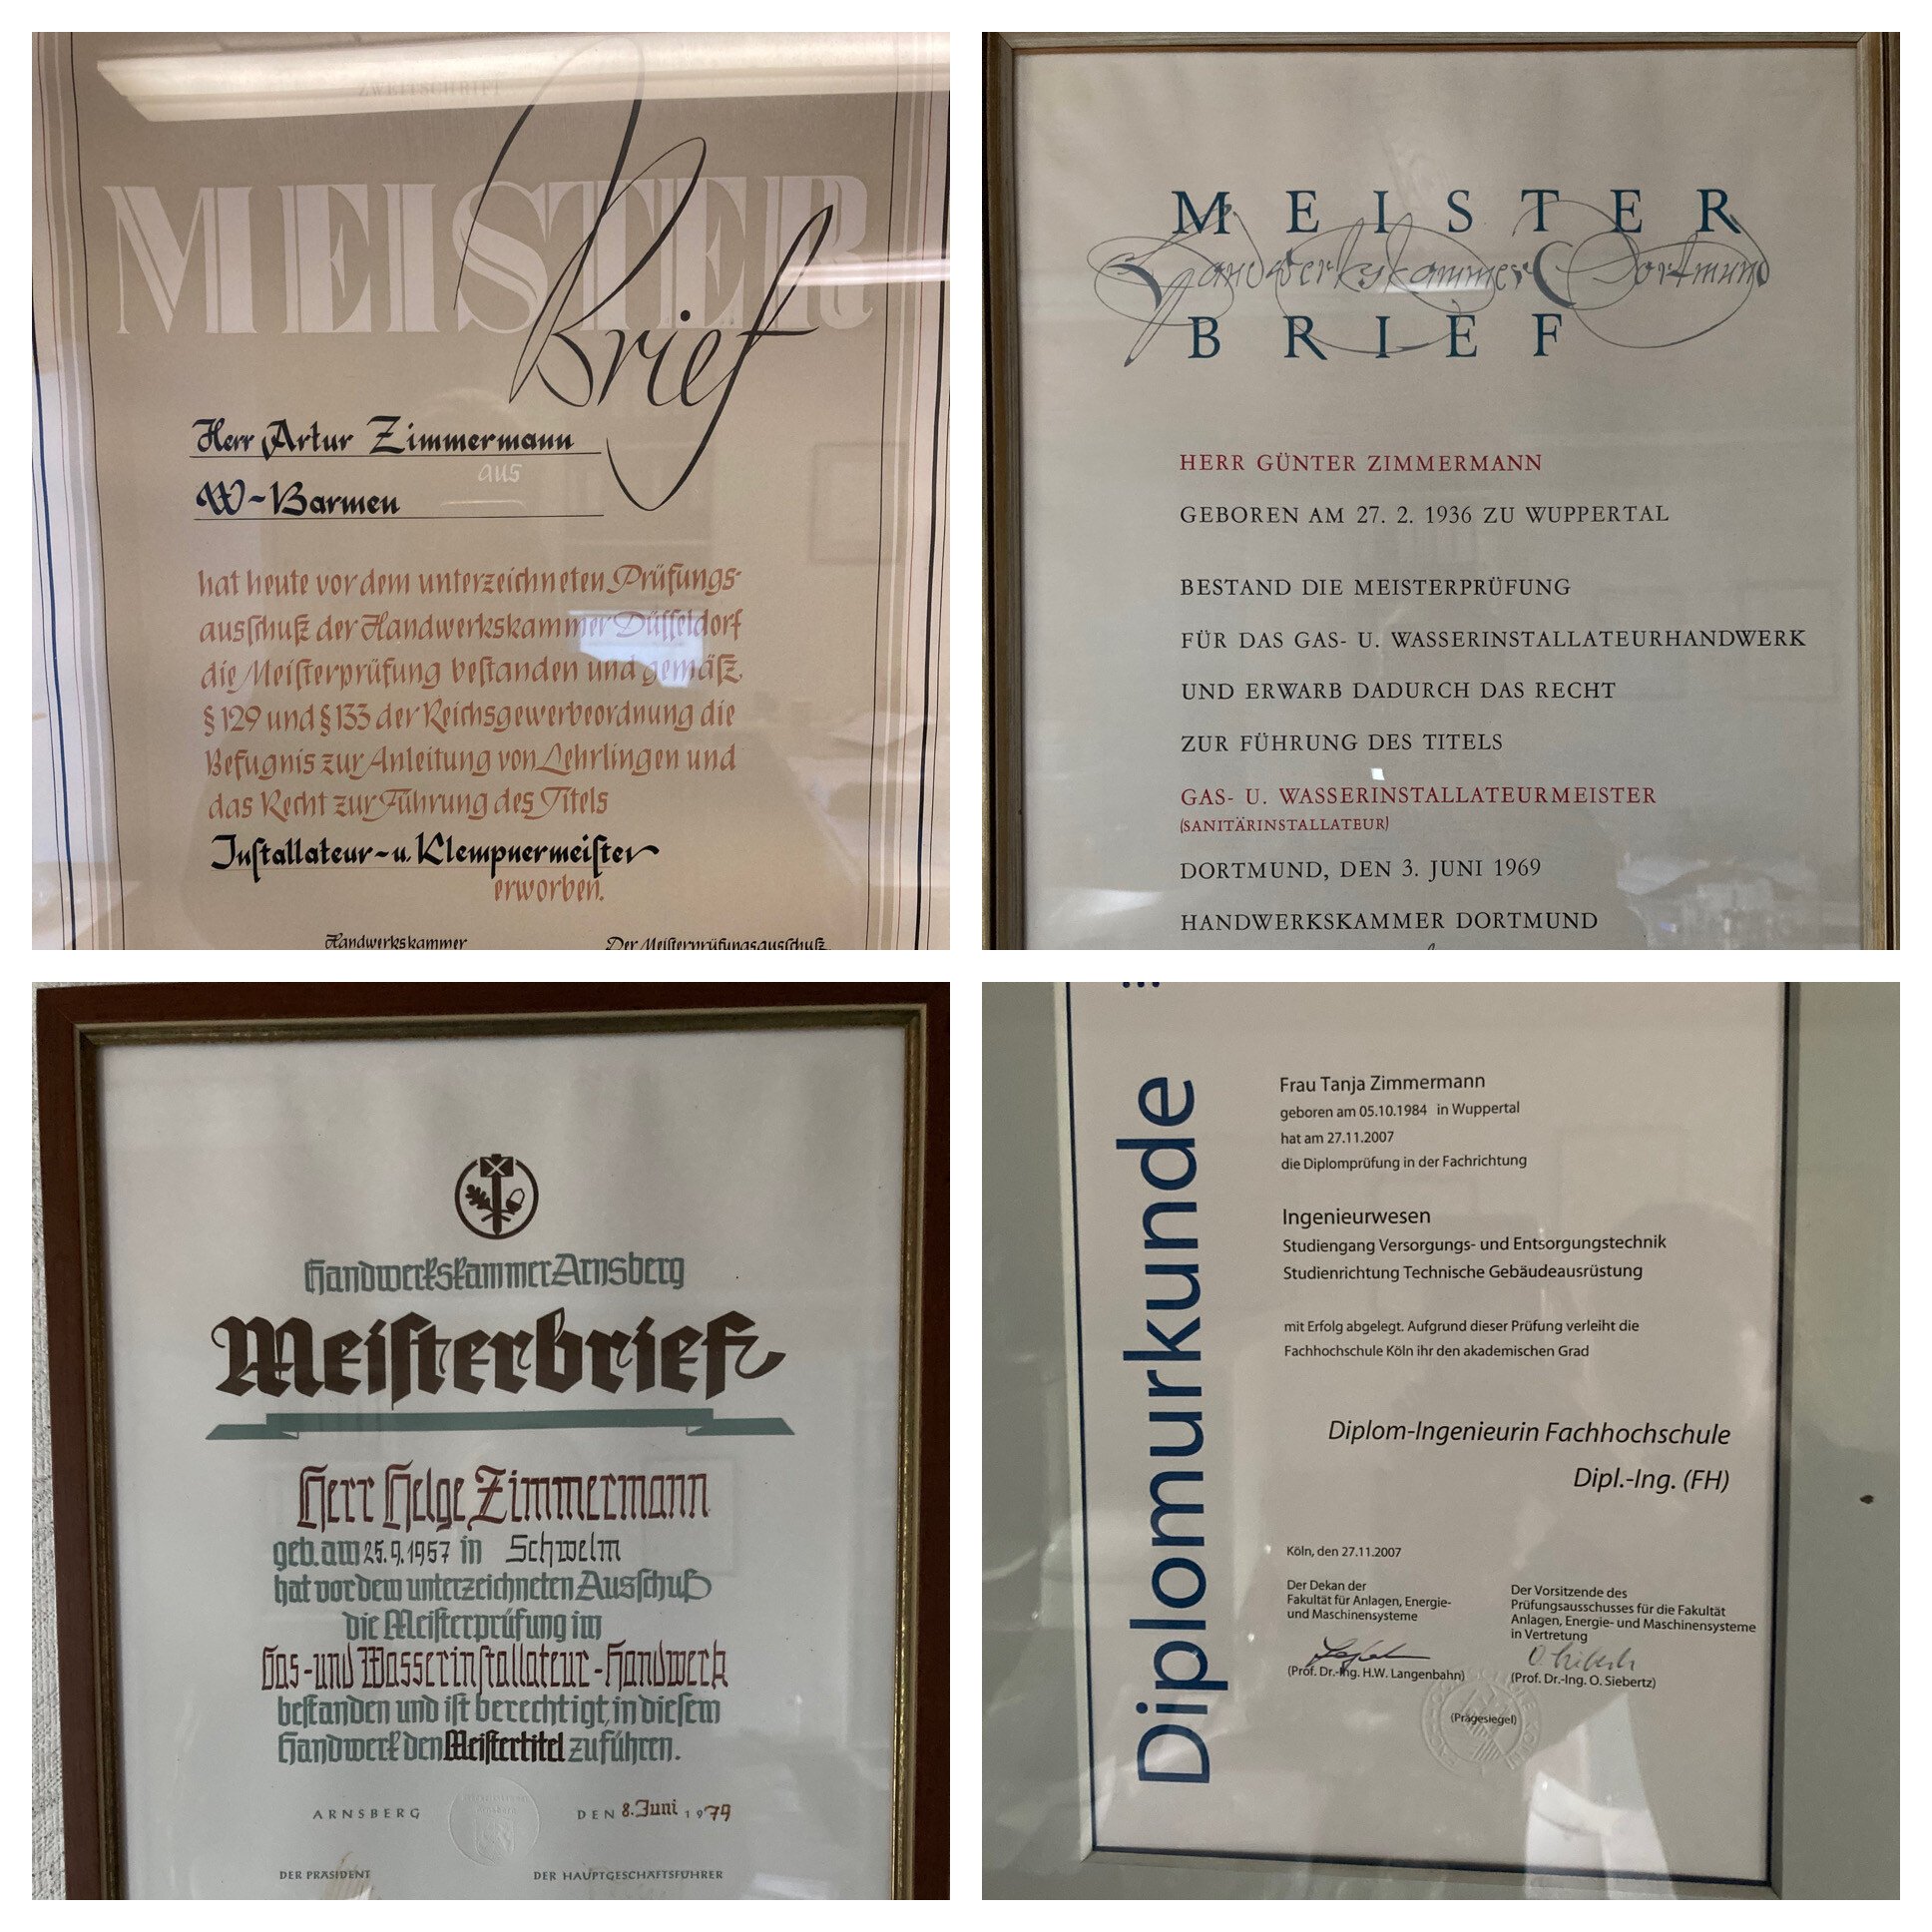 ZWEITSCHRIFT
MEISTER
Brief
Herr Artur Zimmermann
aus
W-Barmen
hat heute vor dem unterzeichneten Prüfungs-
ausschuß der Handwerkskammer Düsseldorf
die Meisterprüfung bestanden und gemäß
§ 129 und § 133 der Reichsgewerbeordnung die
Befugnis zur Anleitung von Lehrlingen und
das Recht zur Führung des Titels
Installateur- u. Klempnermeister
erworben.
Handwerkskammer
Der Meisterprüfungsausschuß
MEISTER
Handwerkskammer Dortmund
BRIEF
HERR GÜNTER ZIMMERMANN
GEBOREN AM 27. 2. 1936 ZU WUPPERTAL
BESTAND DIE MEISTERPRÜFUNG
FÜR DAS GAS- U. WASSERINSTALLATEURHANDWERK
UND ERWARB DADURCH DAS RECHT
ZUR FÜHRUNG DES TITELS
GAS- U. WASSERINSTALLATEURMEISTER
(SANITÄRINSTALLATEUR)
DORTMUND, DEN 3. JUNI 1969
HANDWERKSKAMMER DORTMUND
Handwerkskammer Arnsberg
Meisterbrief
Herr Helge Zimmermann
geb. am 25.9.1957 in Schwelm
hat vor dem unterzeichneten Ausschuß
die Meisterprüfung im
Gas- und Wasserinstallateur-Handwerk
bestanden und ist berechtigt, in diesem
Handwerk den Meistertitel zu führen.
ARNSBERG DEN 8. Juni 1979
DER PRÄSIDENT DER HAUPTGESCHÄFTSFÜHRER
Diplomurkunde
Frau Tanja Zimmermann
geboren am 05.10.1984 in Wuppertal
hat am 27.11.2007
die Diplomprüfung in der Fachrichtung
Ingenieurwesen
Studiengang Versorgungs- und Entsorgungstechnik
Studienrichtung Technische Gebäudeausrüstung
mit Erfolg abgelegt. Aufgrund dieser Prüfung verleiht die
Fachhochschule Köln ihr den akademischen Grad
Diplom-Ingenieurin Fachhochschule
Dipl.-Ing. (FH)
Köln, den 27.11.2007
Der Dekan der
Fakultät für Anlagen, Energie-
und Maschinensysteme
(Prof. Dr.-Ing. H.W. Langenbahn)
Der Vorsitzende des
Prüfungsausschusses für die Fakultät
Anlagen, Energie- und Maschinensysteme
in Vertretung
O. Siebertz
(Prof. Dr.-Ing. O. Siebertz)
(Prägesiegel)